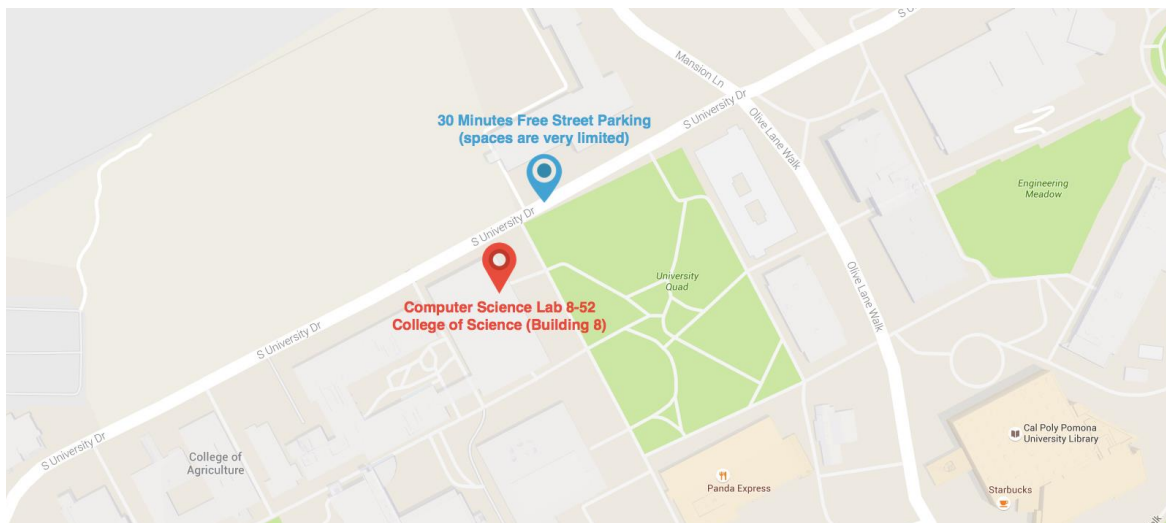 S U
Mansion Ln
S University Dr
30 Minutes Free Street Parking
(spaces are very limited)
Olive Lane Walk
Engineering
Meadow
S University Dr
University
Quad
Olive Lane Walk
Computer Science Lab 8-52
College of Science (Building 8)
S University Dr
Cal Poly Pomona
University Library
College of
Agriculture
S University Dr
Panda Express
Starbucks